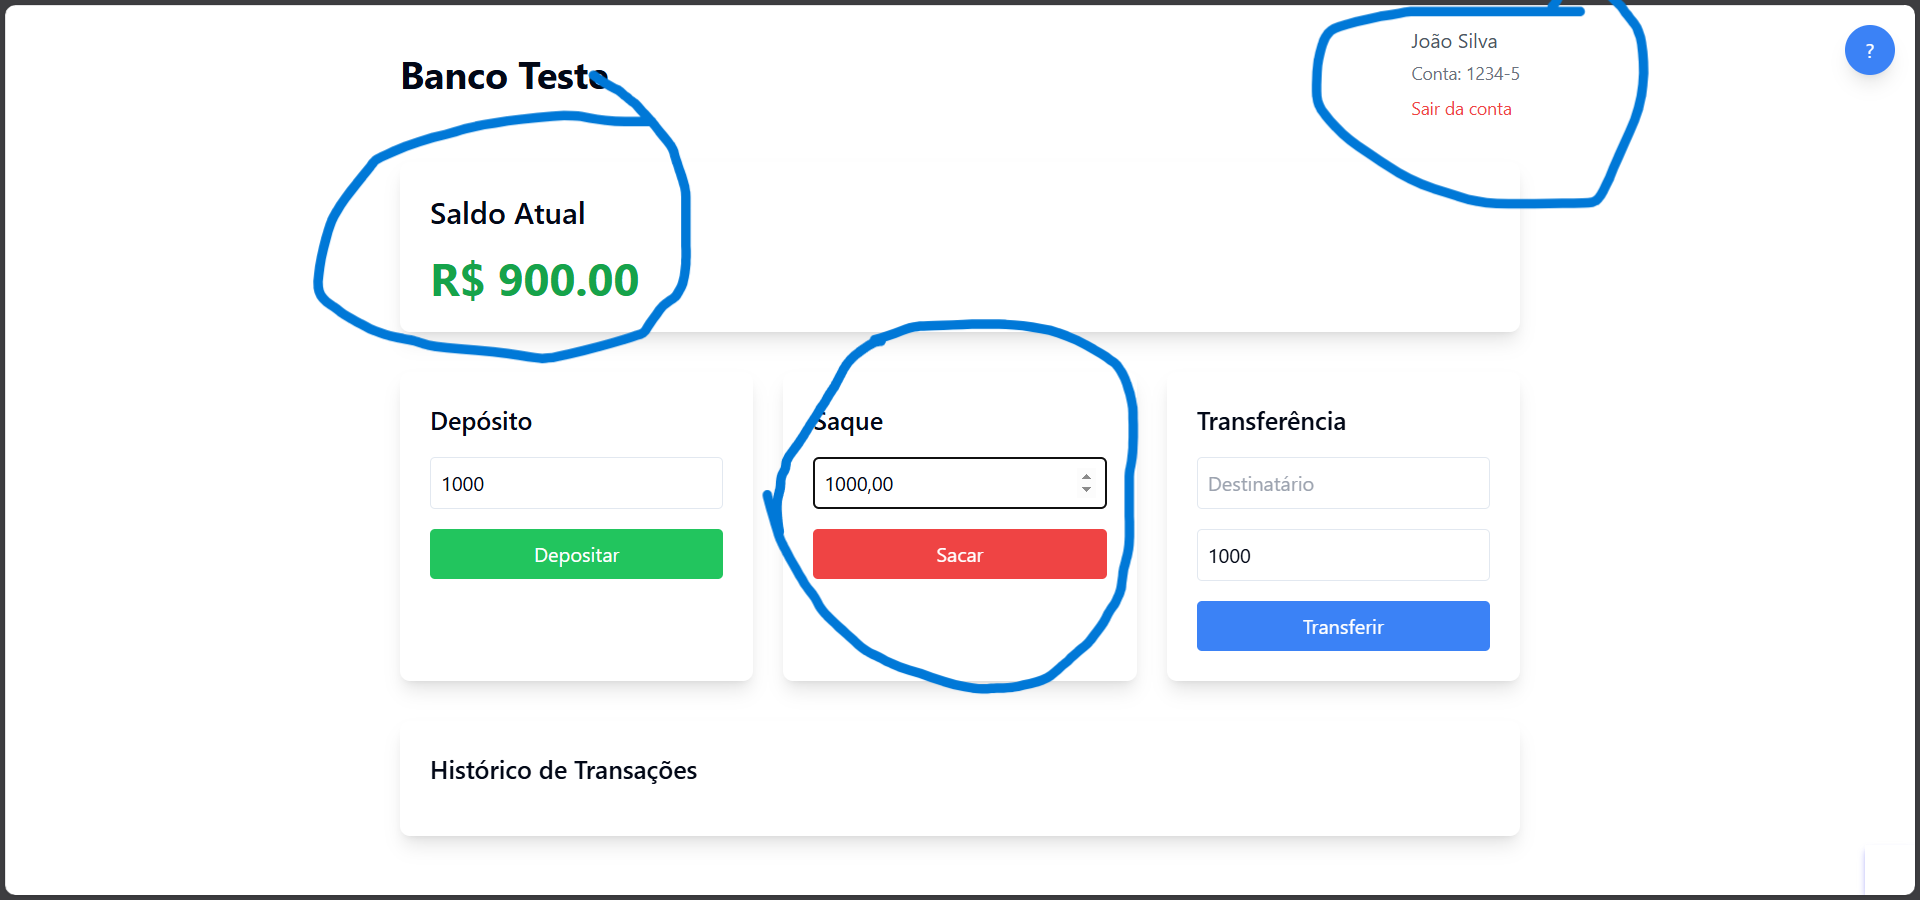 Banco Teste
João Silva
Conta: 1234-5
Sair da conta
?
Saldo Atual
R$ 900.00
Depósito
1000
Depositar
Saque
1000,00
Sacar
Transferência
Destinatário
1000
Transferir
Histórico de Transações